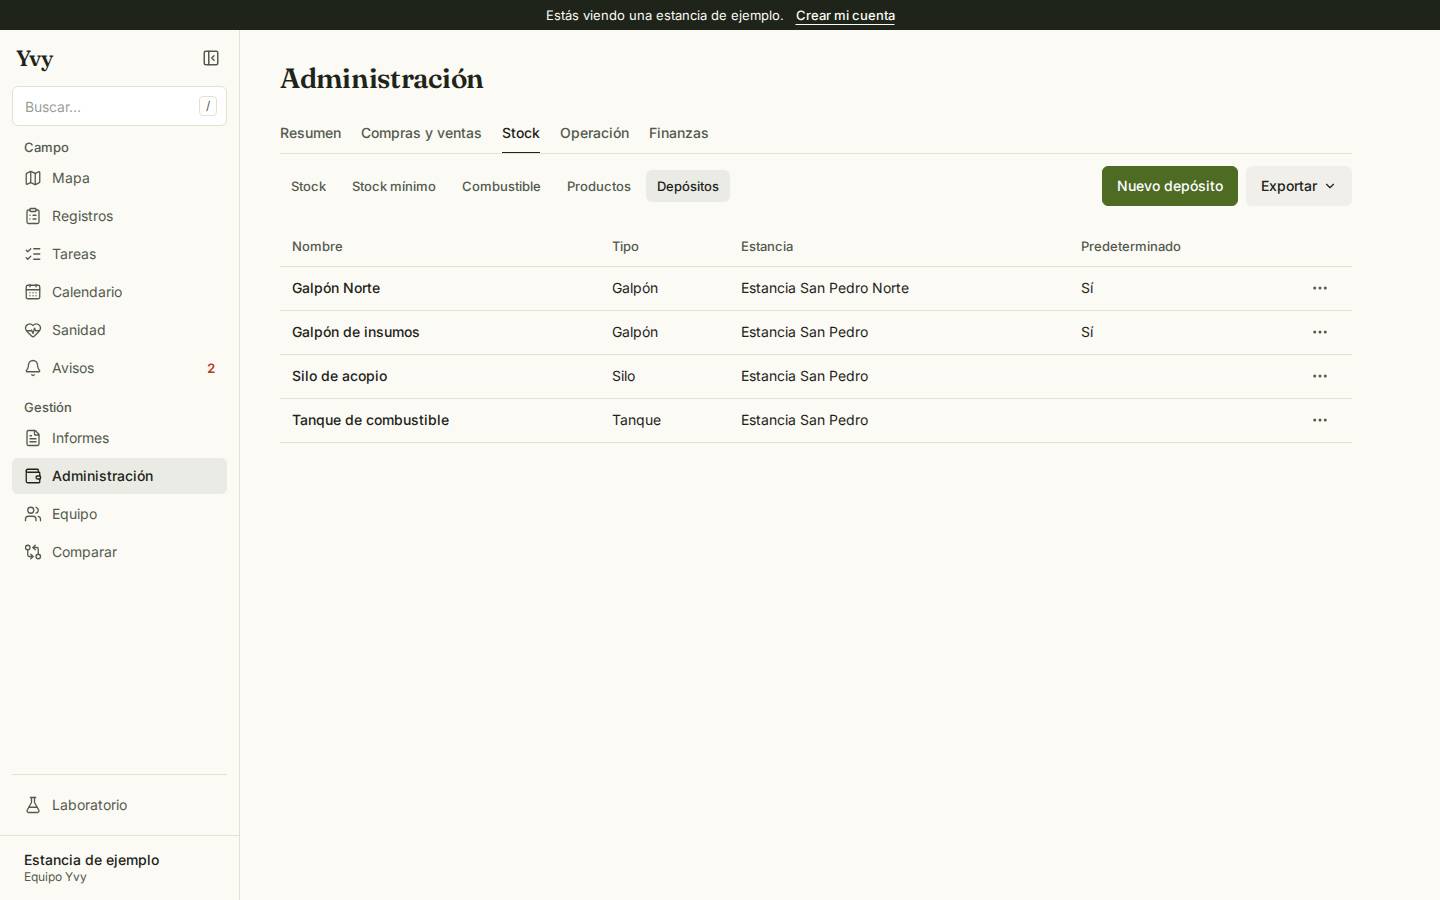 Estás viendo una estancia de ejemplo. Crear mi cuenta
Yvy
Buscar... /
Campo
Mapa
Registros
Tareas
Calendario
Sanidad
Avisos 2
Gestión
Informes
Administración
Equipo
Comparar
Laboratorio
Estancia de ejemplo
Equipo Yvy
Administración
Resumen Compras y ventas Stock Operación Finanzas
Stock Stock mínimo Combustible Productos Depósitos Nuevo depósito Exportar
Nombre Tipo Estancia Predeterminado
Galpón Norte Galpón Estancia San Pedro Norte Sí
Galpón de insumos Galpón Estancia San Pedro Sí
Silo de acopio Silo Estancia San Pedro
Tanque de combustible Tanque Estancia San Pedro